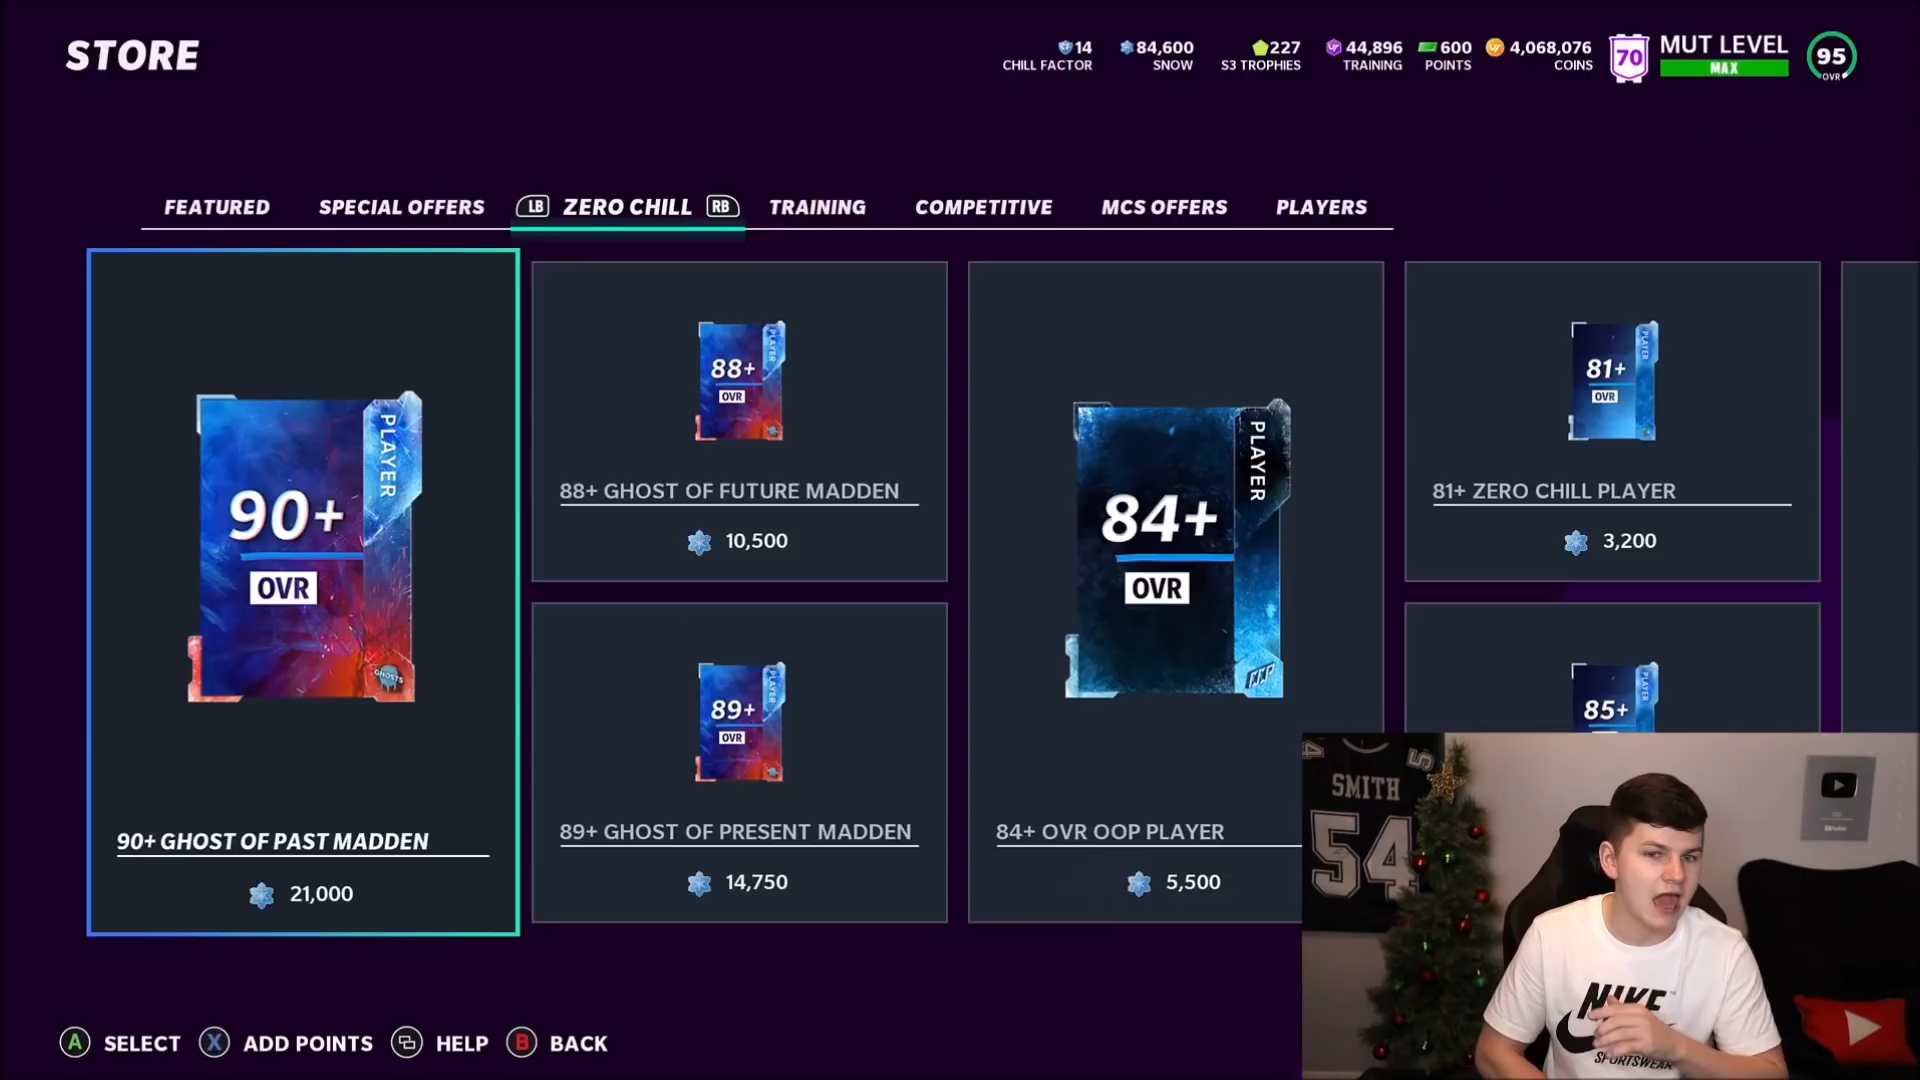 STORE
14
CHILL FACTOR
84,600
SNOW
227
S3 TROPHIES
44,896
TRAINING
600
POINTS
4,068,076
COINS
70
MUT LEVEL
MAX
95
OVR
FEATURED
SPECIAL OFFERS
LB
ZERO CHILL
RB
TRAINING
COMPETITIVE
MCS OFFERS
PLAYERS
90+
OVR
PLAYER
GHOSTS
90+ GHOST OF PAST MADDEN
21,000
88+
OVR
PLAYER
88+ GHOST OF FUTURE MADDEN
10,500
89+
OVR
PLAYER
89+ GHOST OF PRESENT MADDEN
14,750
84+
OVR
PLAYER
84+ OVR OOP PLAYER
5,500
81+
OVR
PLAYER
81+ ZERO CHILL PLAYER
3,200
85+
PLAYER
SMITH
54
54
NIKE
SPORTSWEAR
A SELECT
X ADD POINTS
HELP
B BACK